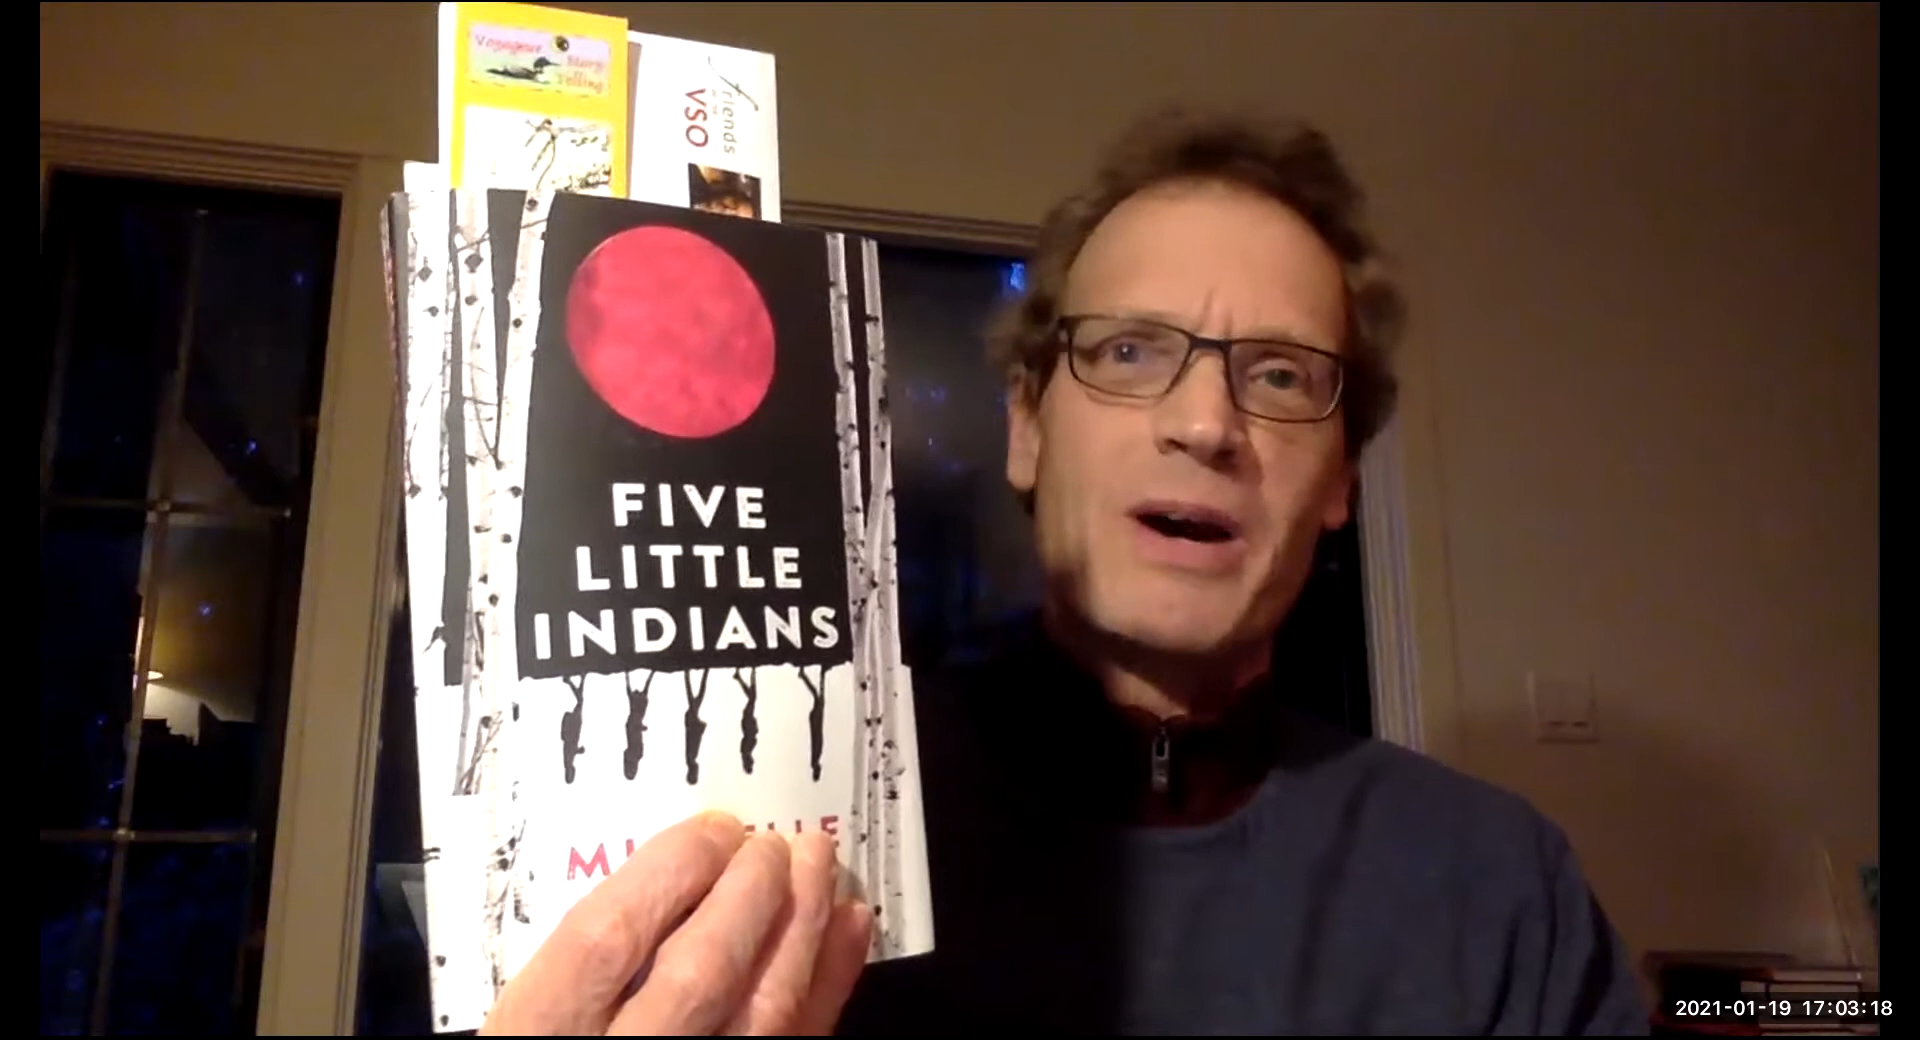 Voyageur
Story
Telling
friends
VSO
FIVE
LITTLE
INDIANS
2021-01-19 17:03:18